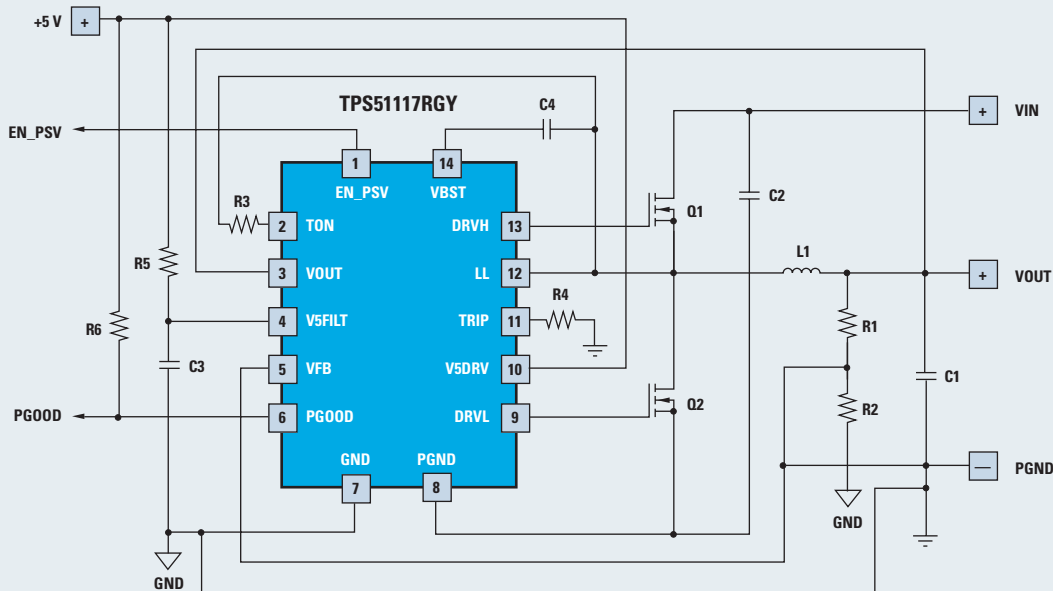 +5 V
+
TPS51117RGY
C4
+
VIN
EN_PSV
1
14
EN_PSV
VBST
C2
R3
2
TON
DRVH
13
Q1
R5
3
VOUT
LL
12
L1
+
VOUT
R4
R6
4
V5FILT
TRIP
11
R1
C3
5
VFB
V5DRV
10
C1
PGOOD
6
PGOOD
DRVL
9
Q2
R2
GND
PGND
7
8
—
PGND
GND
GND